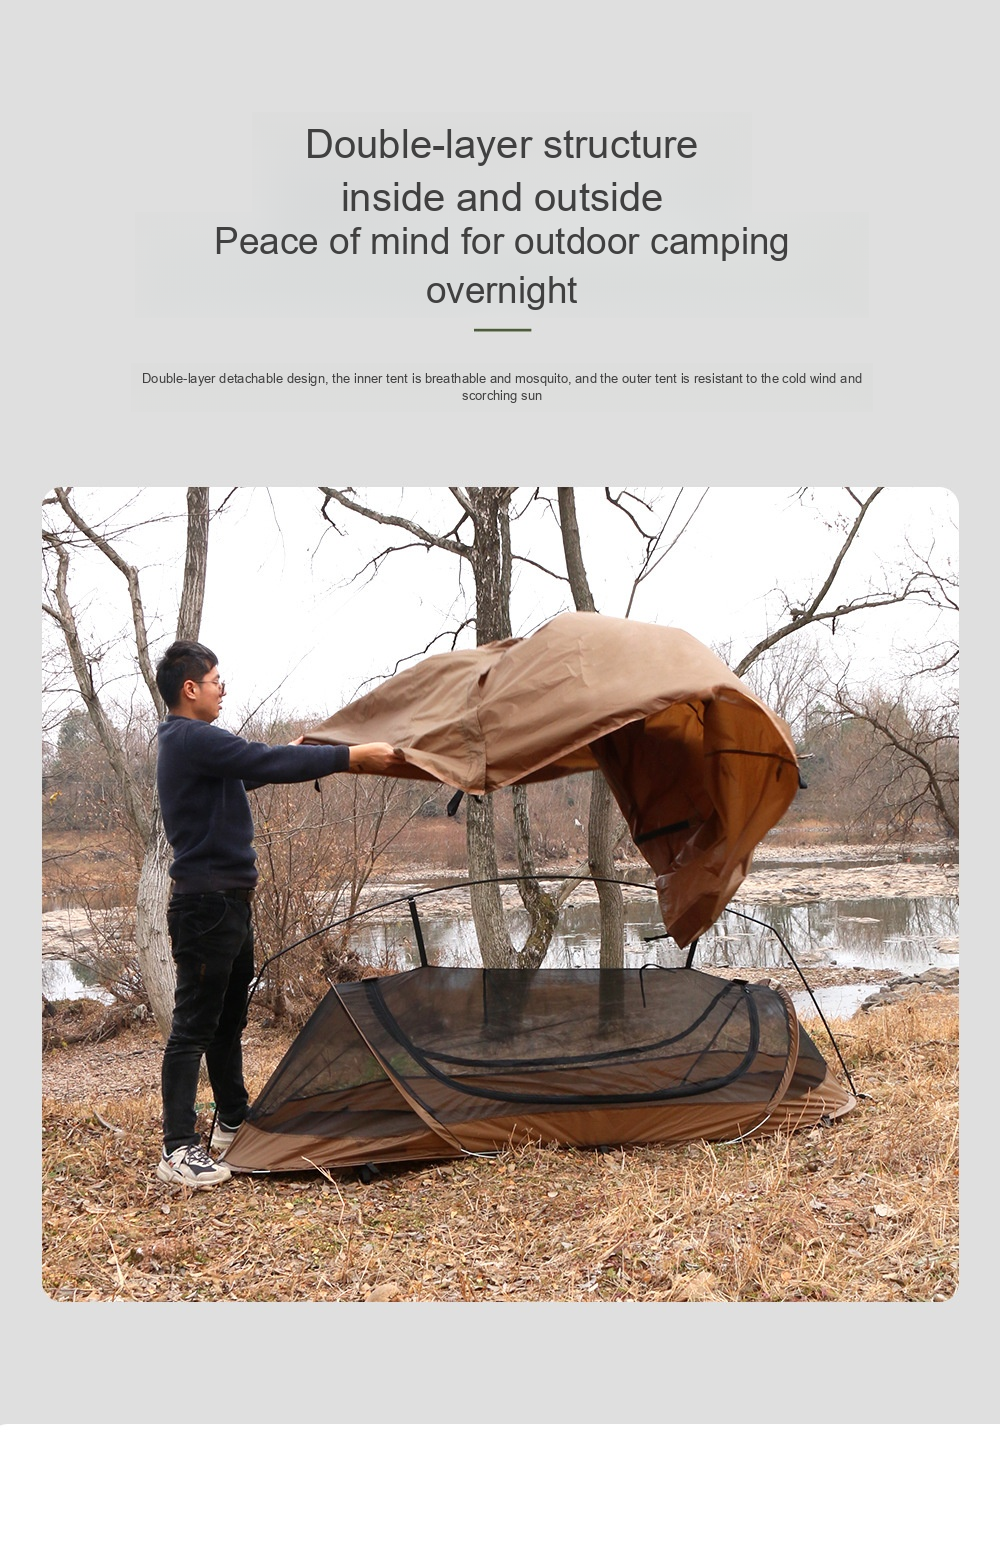 Double-layer structure
inside and outside
Peace of mind for outdoor camping
overnight
Double-layer detachable design, the inner tent is breathable and mosquito, and the outer tent is resistant to the cold wind and
scorching sun